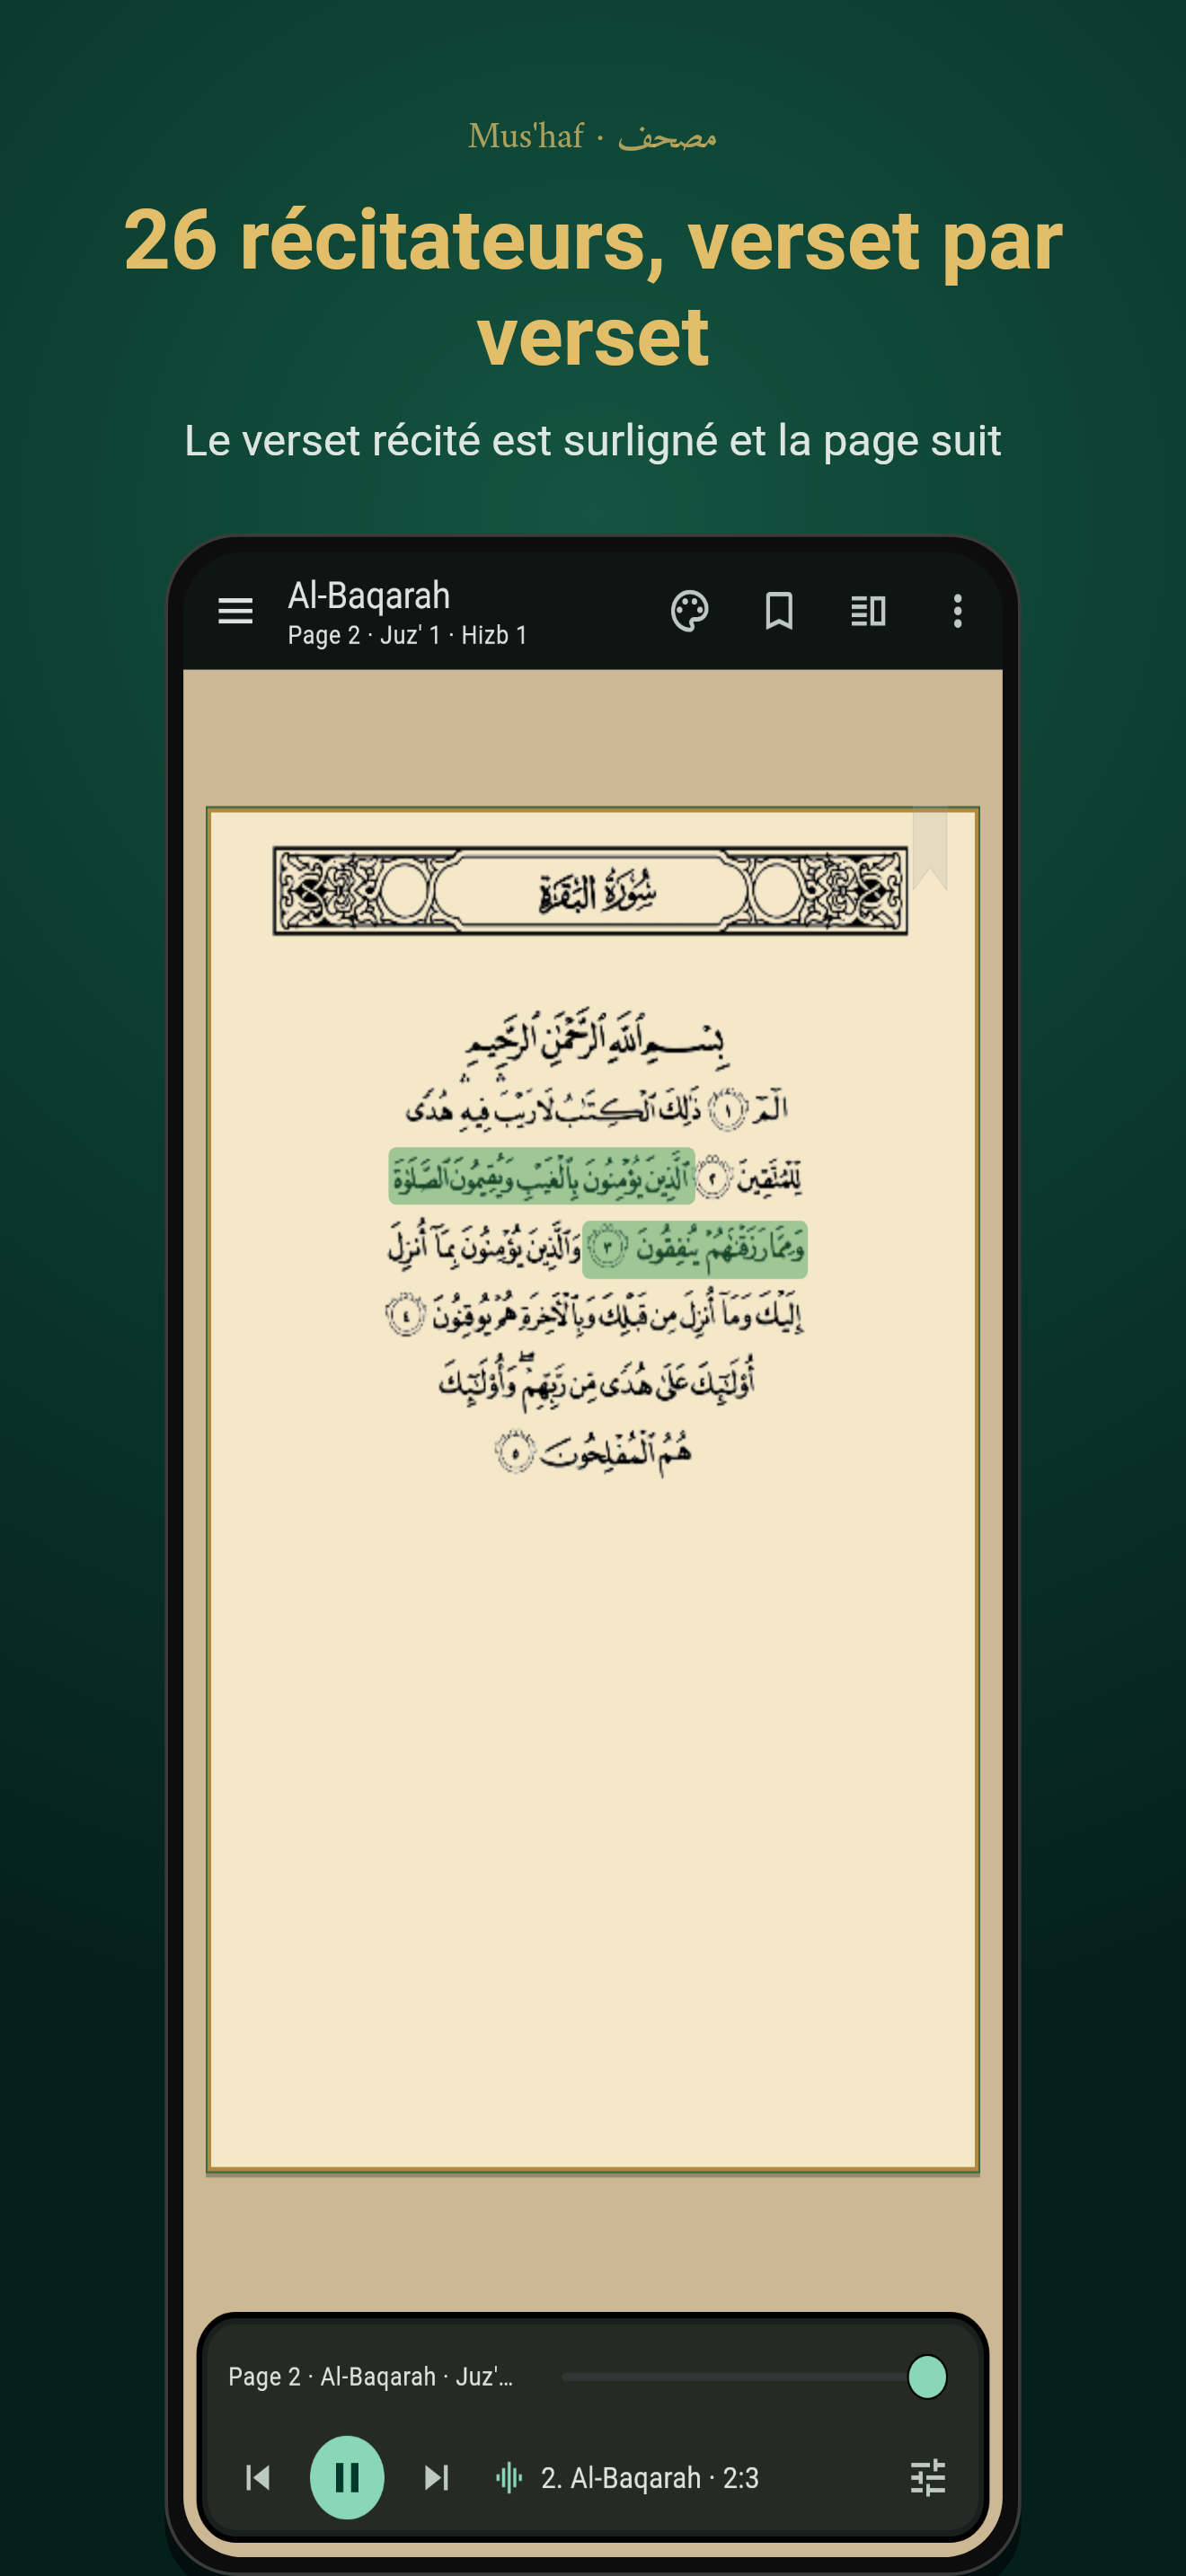 Mus'haf · مصحف
26 récitateurs, verset par
verset
Le verset récité est surligné et la page suit
Al-Baqarah
Page 2 · Juz' 1 · Hizb 1
سُورَةُ البَقَرَةِ
بِسْمِ ٱللَّهِ ٱلرَّحْمَٰنِ ٱلرَّحِيمِ
الٓمٓ ١ ذَٰلِكَ ٱلْكِتَٰبُ لَا رَيْبَ ۛ فِيهِ ۛ هُدًى
لِّلْمُتَّقِينَ ٢ ٱلَّذِينَ يُؤْمِنُونَ بِٱلْغَيْبِ وَيُقِيمُونَ ٱلصَّلَوٰةَ
وَمِمَّا رَزَقْنَٰهُمْ يُنفِقُونَ ٣ وَٱلَّذِينَ يُؤْمِنُونَ بِمَآ أُنزِلَ
إِلَيْكَ وَمَآ أُنزِلَ مِن قَبْلِكَ وَبِٱلْأَخِرَةِ هُمْ يُوقِنُونَ ٤
أُوْلَٰٓئِكَ عَلَىٰ هُدًى مِّن رَّبِّهِمْ ۖ وَأُوْلَٰٓئِكَ
هُمُ ٱلْمُفْلِحُونَ ٥
Page 2 · Al-Baqarah · Juz'...
2. Al-Baqarah · 2:3